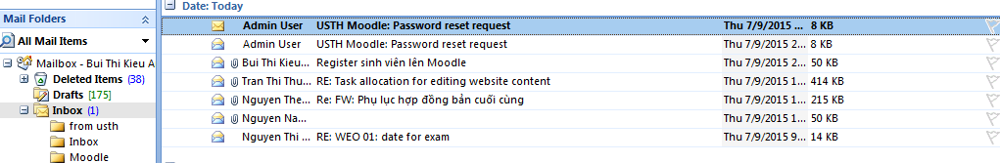 Date: Today
Mail Folders
All Mail Items
Mailbox - Bui Thi Kieu A
Deleted Items (38)
Drafts [175]
Inbox (1)
from usth
Inbox
Moodle
Admin User USTH Moodle: Password reset request Thu 7/9/2015 ... 8 KB
Admin User USTH Moodle: Password reset request Thu 7/9/2015 2... 8 KB
Bui Thi Kieu... Register sinh viên lên Moodle Thu 7/9/2015 2... 50 KB
Tran Thi Thu... RE: Task allocation for editing website content Thu 7/9/2015 1... 414 KB
Nguyen The... Re: FW: Phụ lục hợp đồng bản cuối cùng Thu 7/9/2015 1... 215 KB
Nguyen Na... Thu 7/9/2015 1... 50 KB
Nguyen Thi ... RE: WEO 01: date for exam Thu 7/9/2015 9... 14 KB